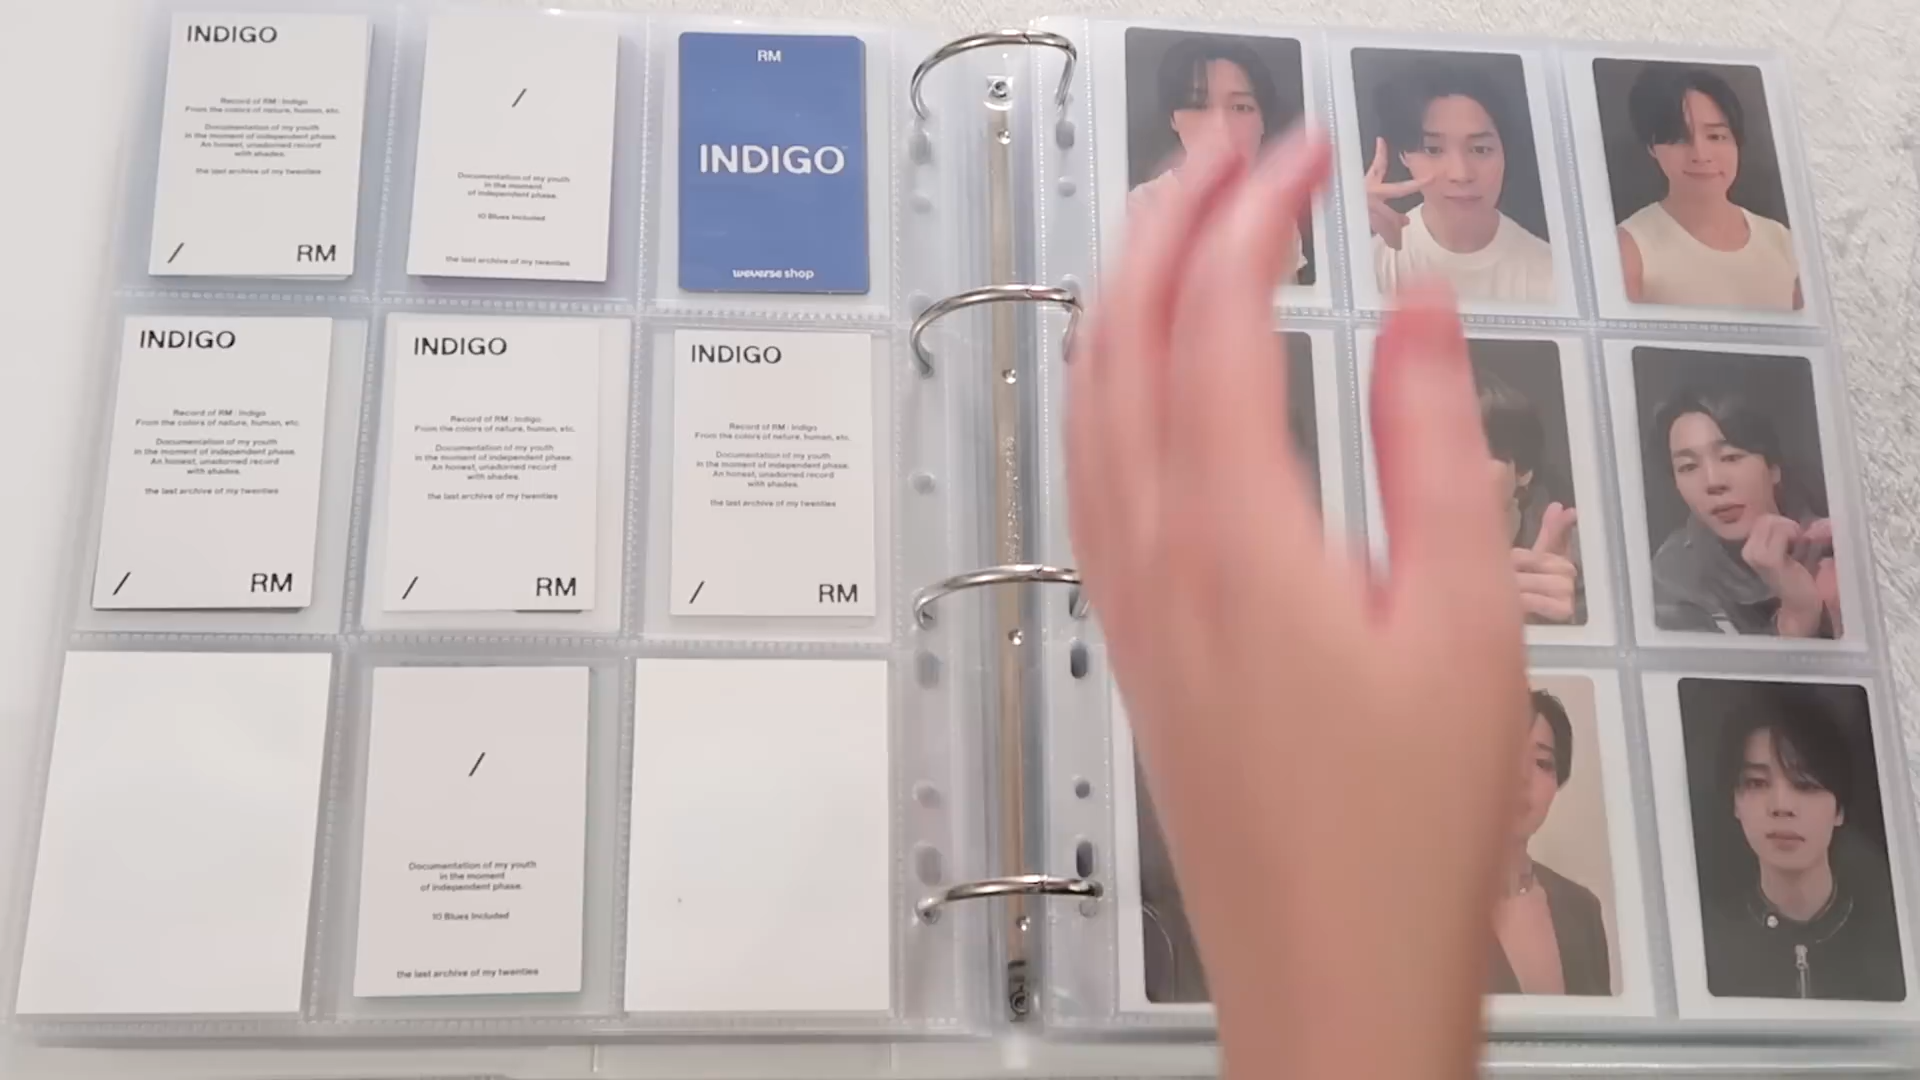 INDIGO
Record of RM : Indigo
From the colors of nature, human, etc.
Documentation of my youth
in the moment of independent phase.
An honest, unadorned record
with shades.
the last archive of my twenties
/ RM
/
Documentation of my youth
in the moment
of independent phase.
10 Blues Included
the last archive of my twenties
RM
INDIGO
weverse shop
INDIGO
Record of RM : Indigo
From the colors of nature, human, etc.
Documentation of my youth
in the moment of independent phase.
An honest, unadorned record
with shades.
the last archive of my twenties
/ RM
INDIGO
Record of RM : Indigo
From the colors of nature, human, etc.
Documentation of my youth
in the moment of independent phase.
An honest, unadorned record
with shades.
the last archive of my twenties
/ RM
INDIGO
Record of RM : Indigo
From the colors of nature, human, etc.
Documentation of my youth
in the moment of independent phase.
An honest, unadorned record
with shades.
the last archive of my twenties
/ RM
/
Documentation of my youth
in the moment
of independent phase.
10 Blues Included
the last archive of my twenties